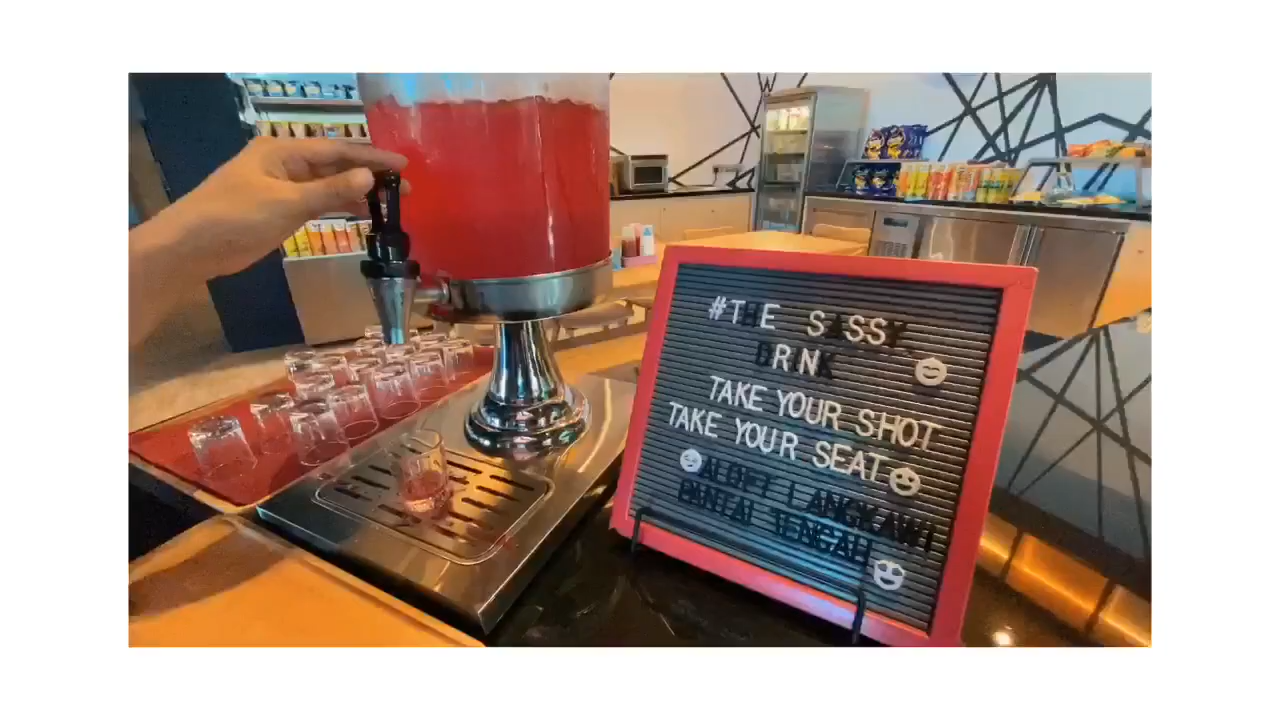 #THE SASSY
DRINK
TAKE YOUR SHOT
TAKE YOUR SEAT
ALOFT LANGKAWI
PANTAI TENGAH